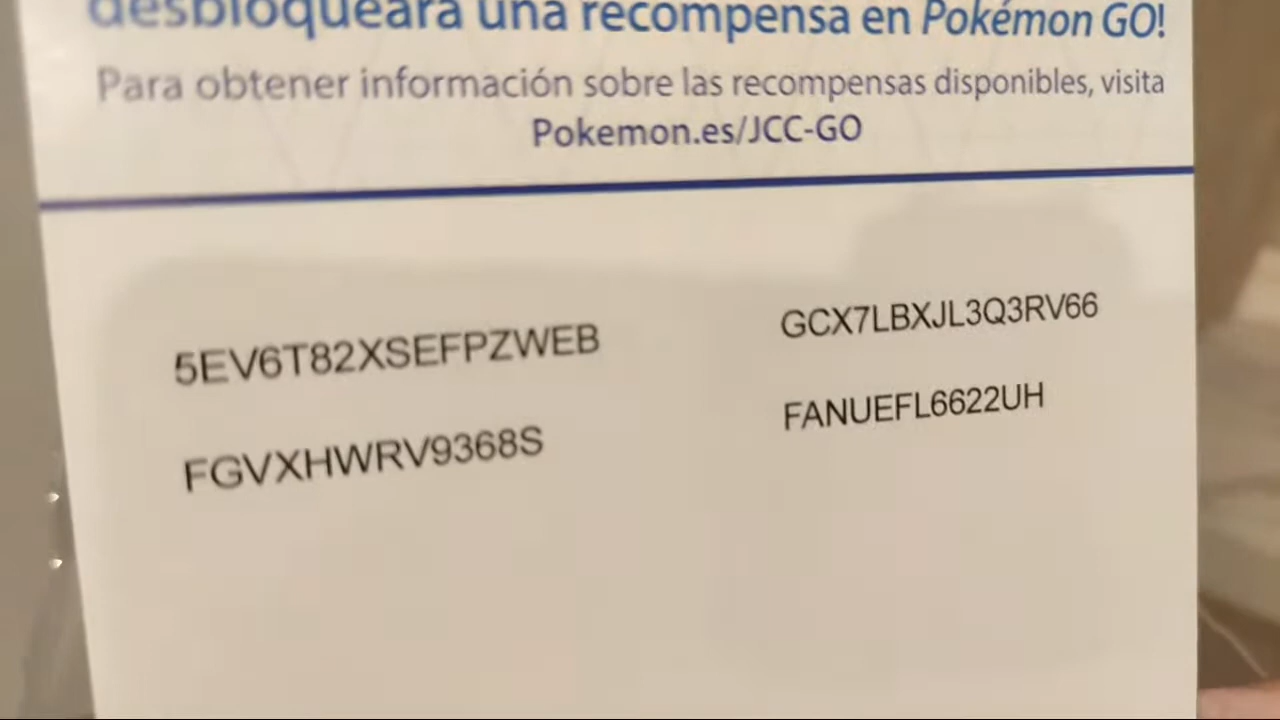 desbloqueará una recompensa en Pokémon GO!
Para obtener información sobre las recompensas disponibles, visita
Pokemon.es/JCC-GO
5EV6T82XSEFPZWEB
FGVXHWRV9368S
GCX7LBXJL3Q3RV66
FANUEFL6622UH